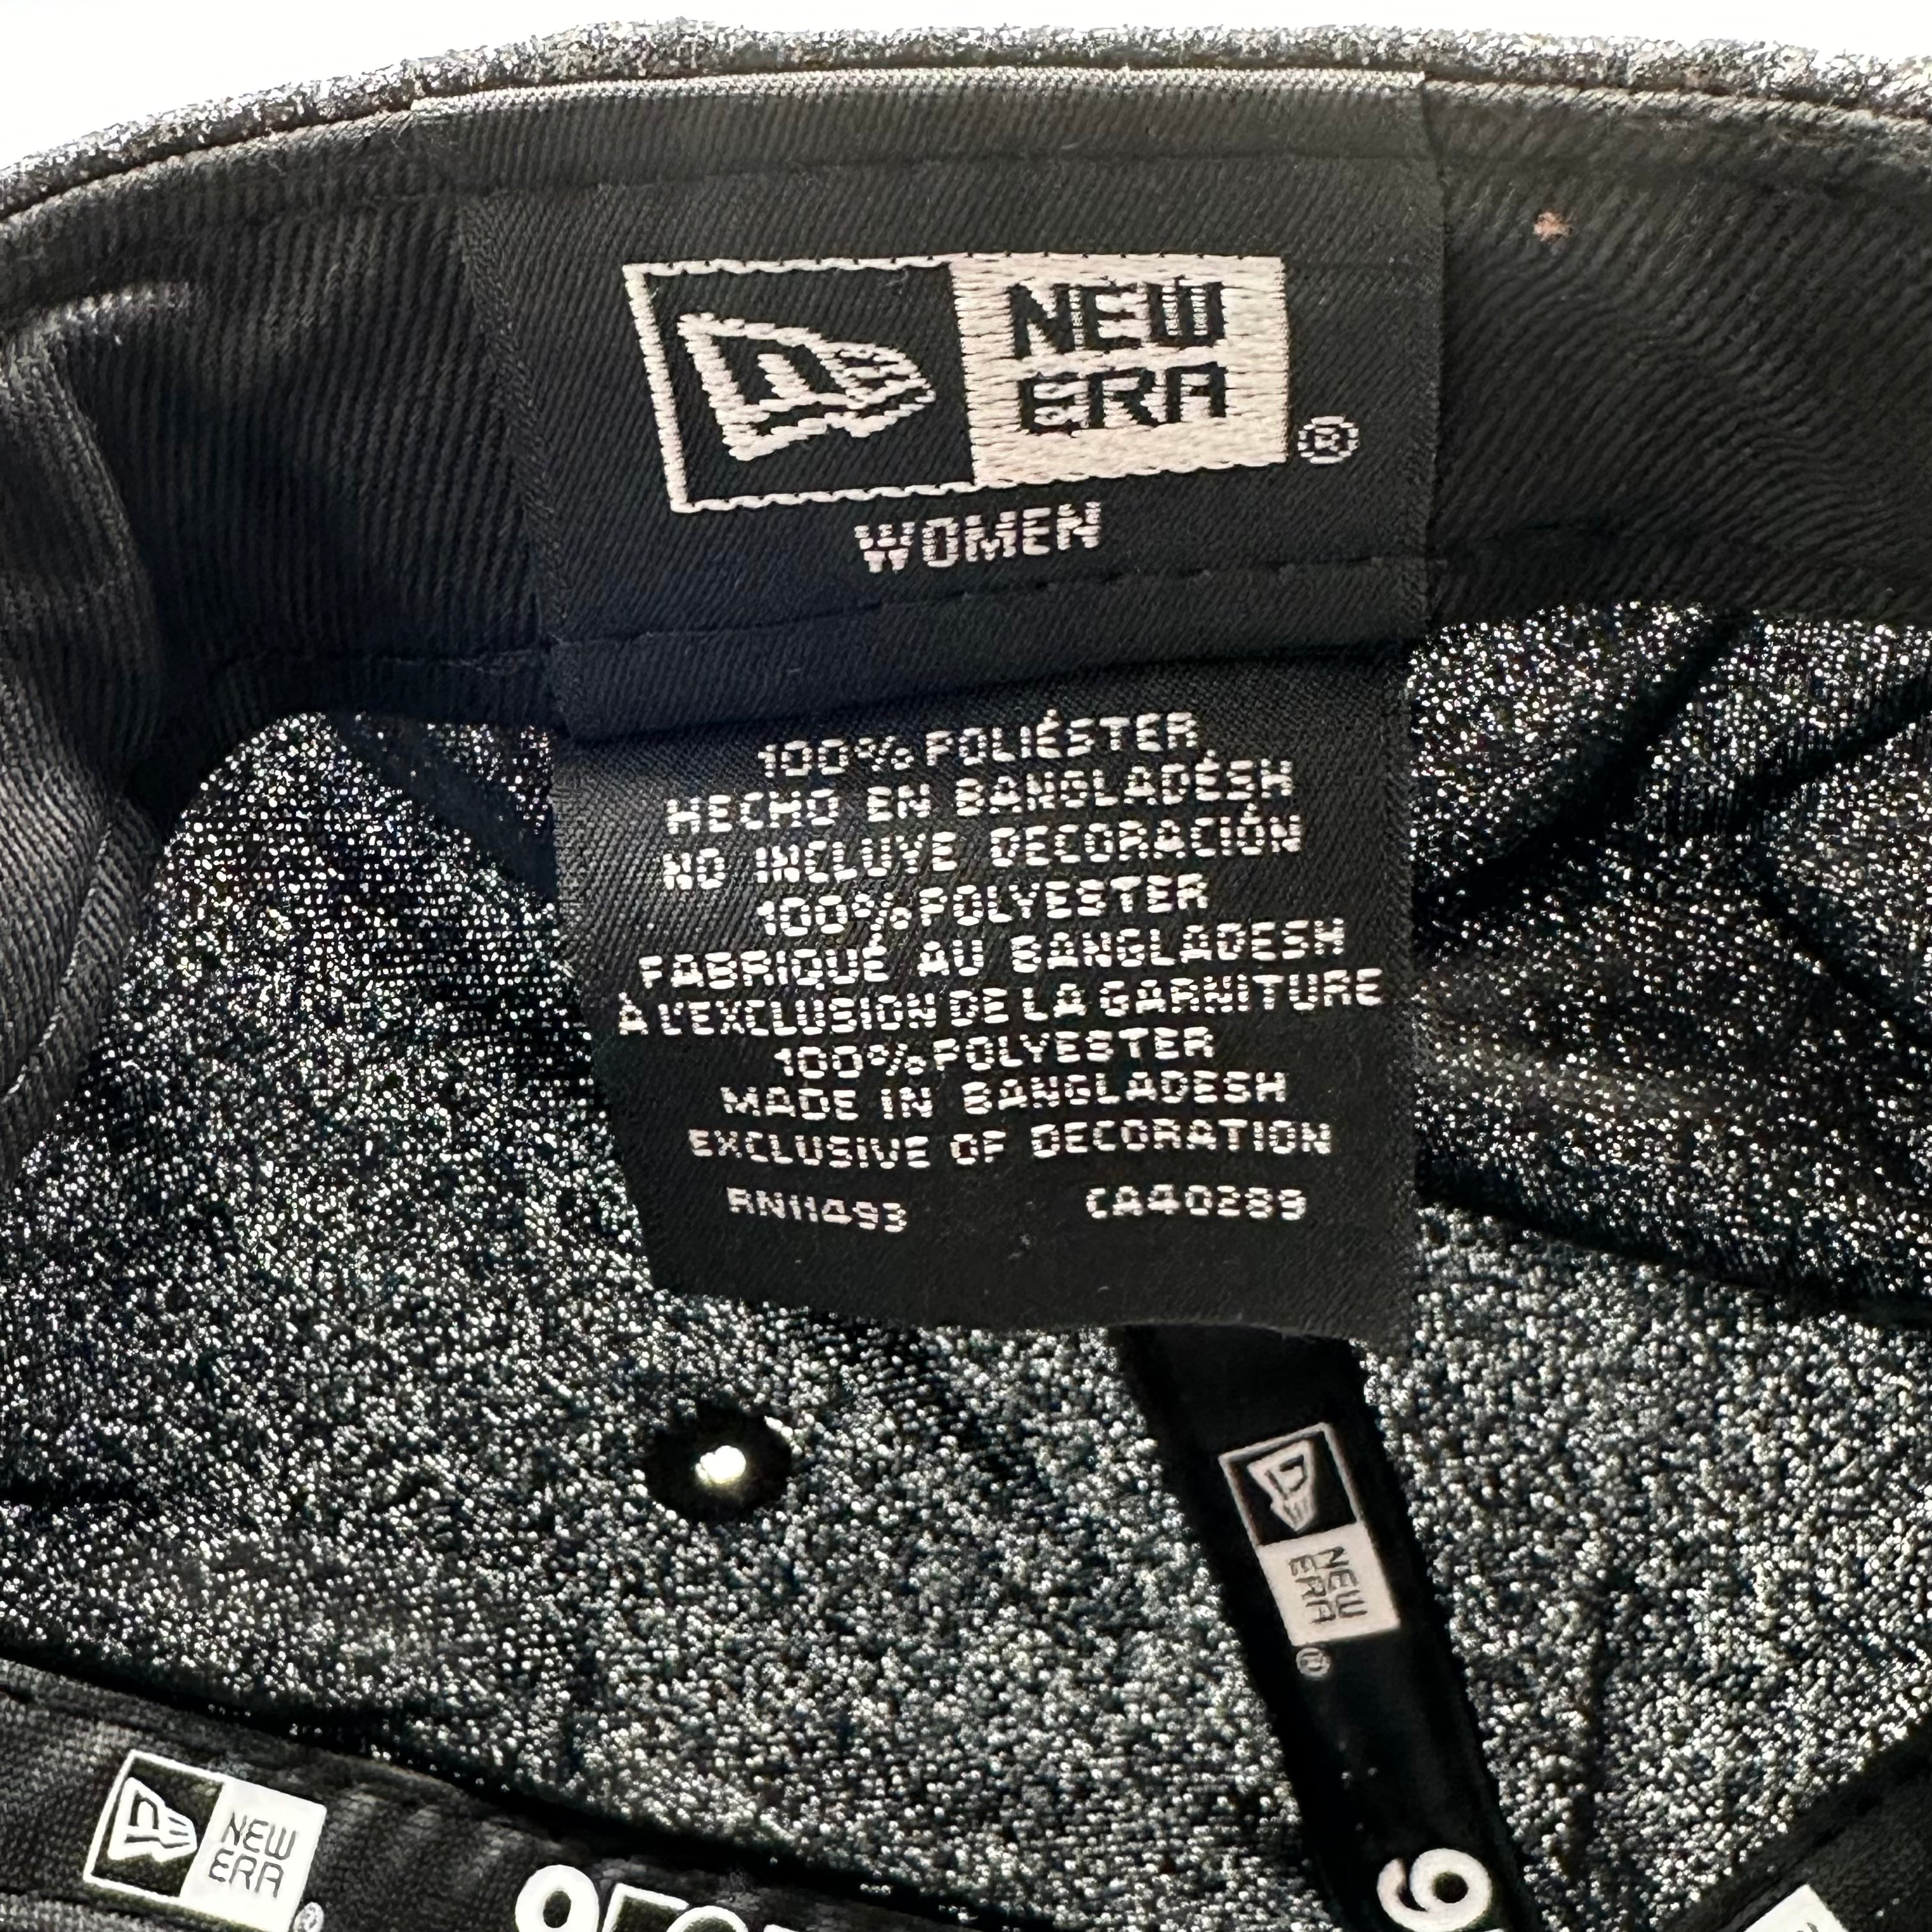 NEW
ERA
®
WOMEN
100% POLIÉSTER
HECHO EN BANGLADÉSH
NO INCLUYE DECORACIÓN
100% POLYESTER
FABRIQUÉ AU BANGLADESH
À L'EXCLUSION DE LA GARNITURE
100% POLYESTER
MADE IN BANGLADESH
EXCLUSIVE OF DECORATION
RN11493 CA40289
NEW
ERA
®
NEW
ERA
®
9